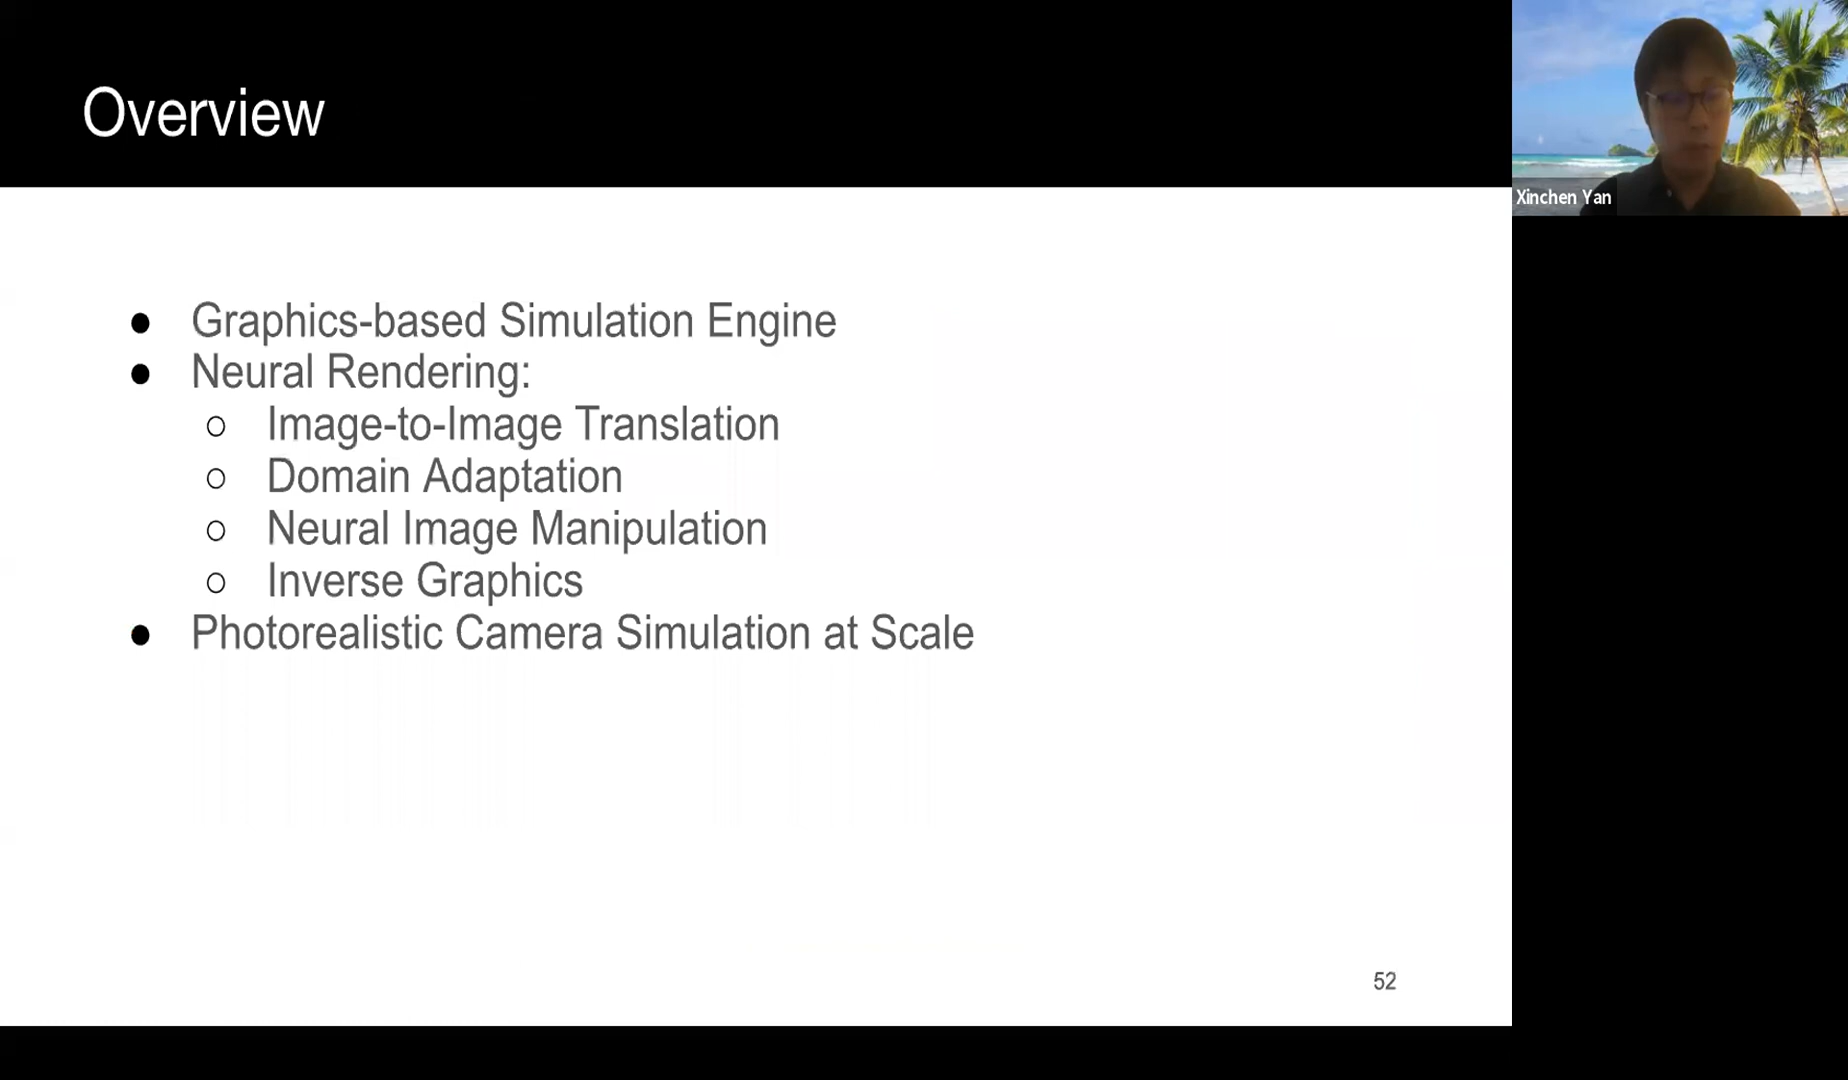 Overview
Xinchen Yan
● Graphics-based Simulation Engine
● Neural Rendering:
○ Image-to-Image Translation
○ Domain Adaptation
○ Neural Image Manipulation
○ Inverse Graphics
● Photorealistic Camera Simulation at Scale
52